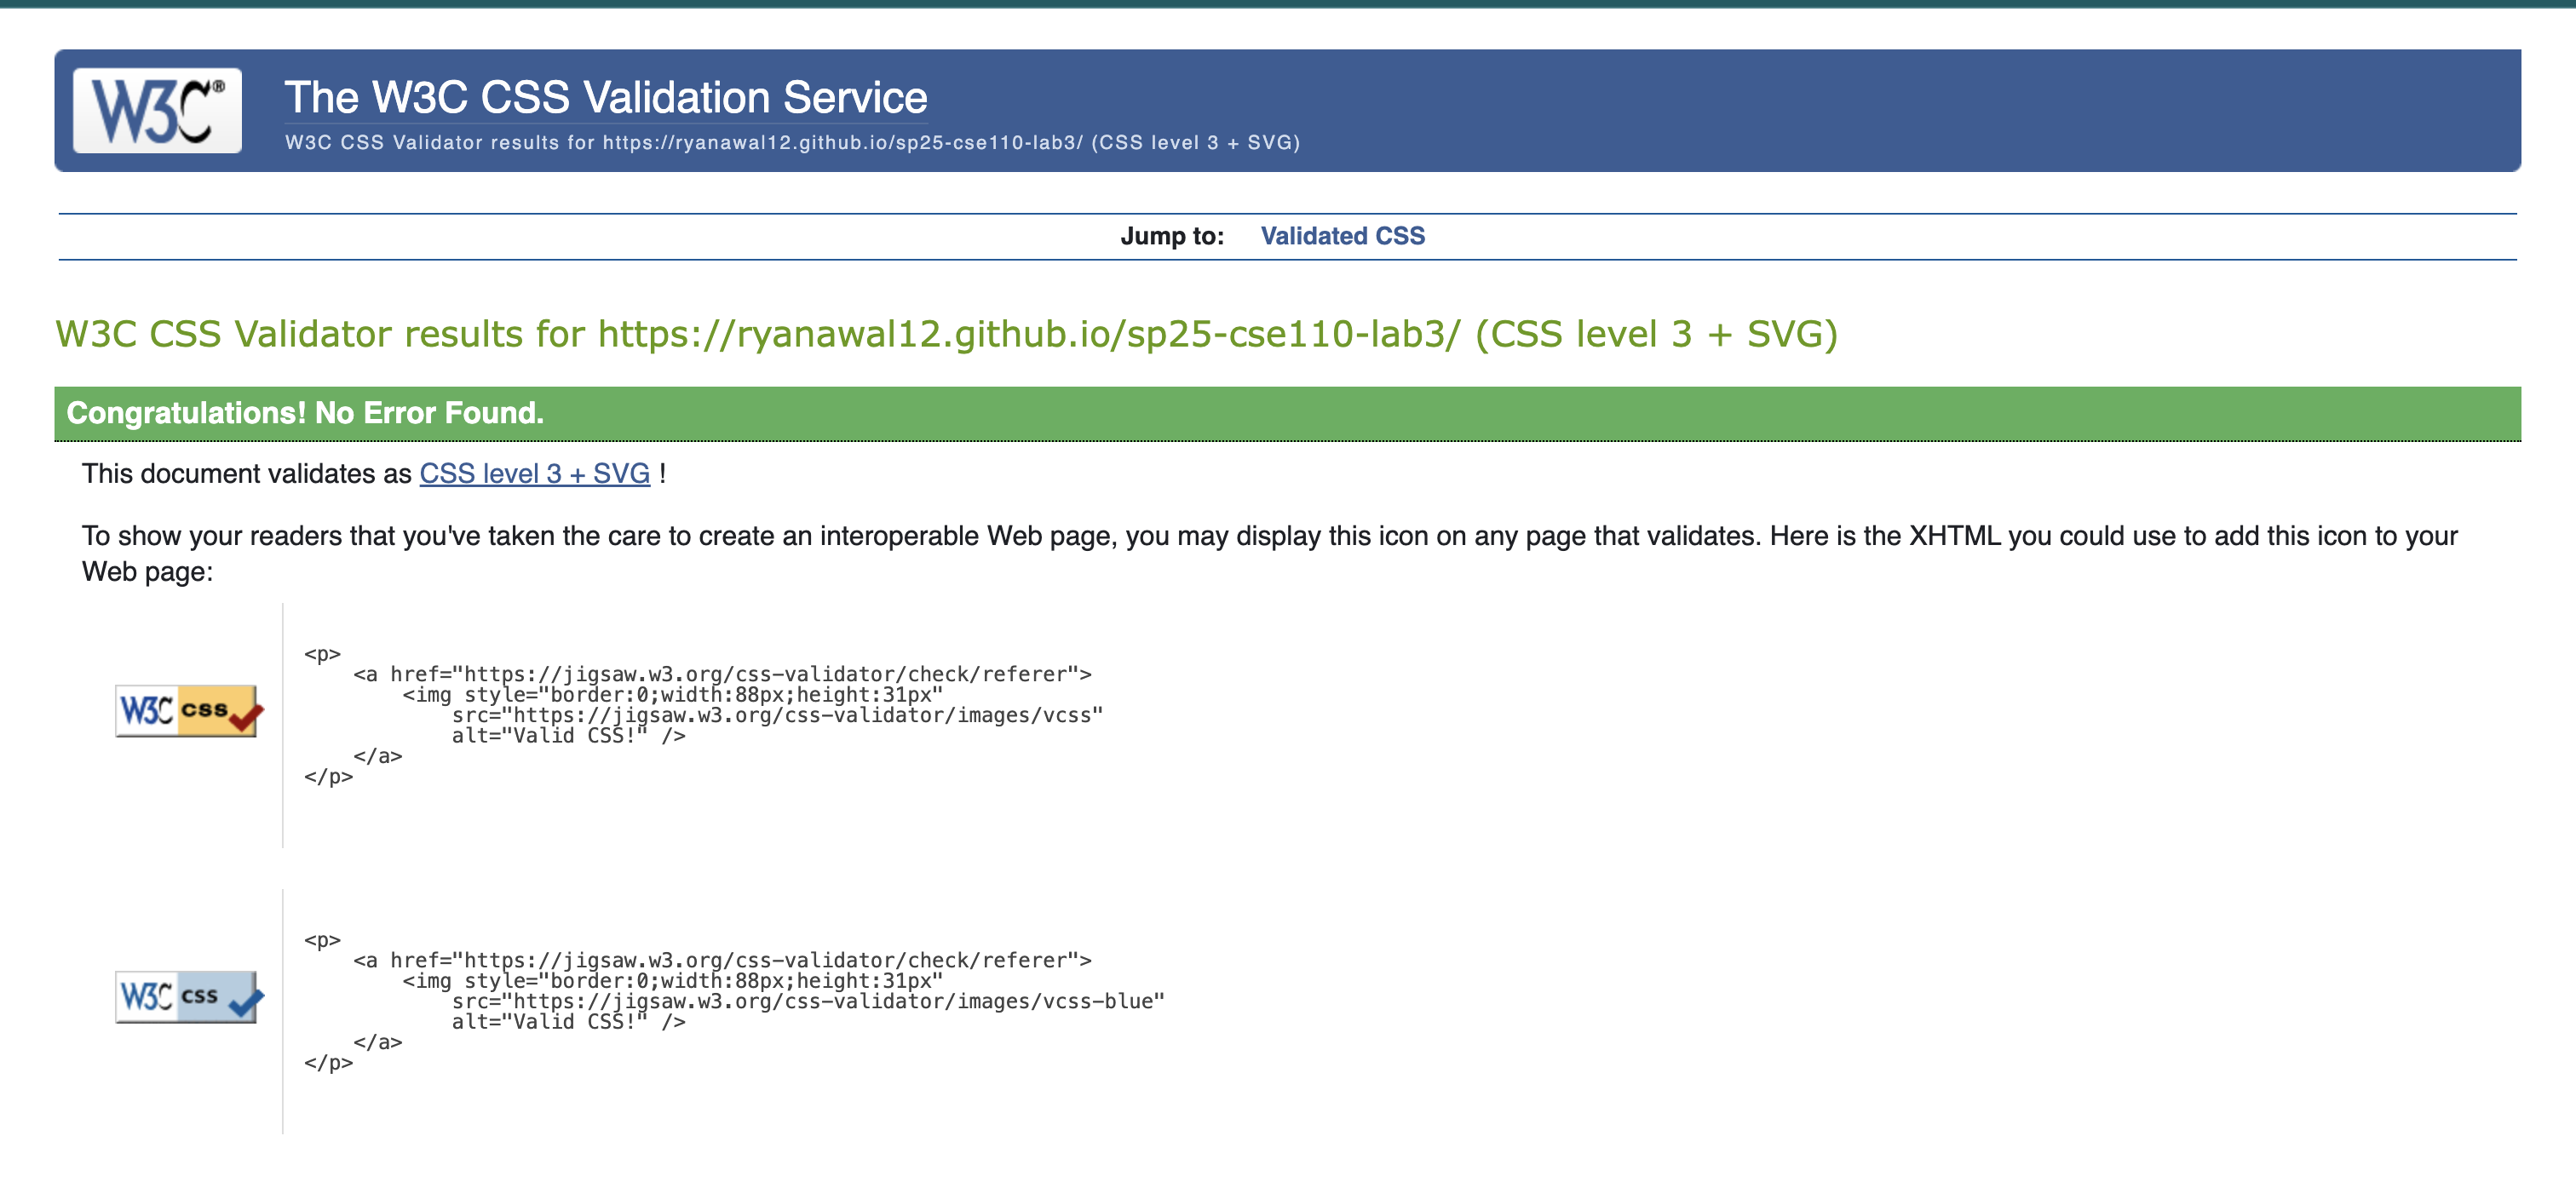 W3C®
The W3C CSS Validation Service
W3C CSS Validator results for https://ryanawal12.github.io/sp25-cse110-lab3/ (CSS level 3 + SVG)
Jump to: Validated CSS
W3C CSS Validator results for https://ryanawal12.github.io/sp25-cse110-lab3/ (CSS level 3 + SVG)
Congratulations! No Error Found.
This document validates as CSS level 3 + SVG !
To show your readers that you've taken the care to create an interoperable Web page, you may display this icon on any page that validates. Here is the XHTML you could use to add this icon to your
Web page:
W3C css
<p>
    <a href="https://jigsaw.w3.org/css-validator/check/referer">
        <img style="border:0;width:88px;height:31px"
            src="https://jigsaw.w3.org/css-validator/images/vcss"
            alt="Valid CSS!" />
    </a>
</p>
W3C css
<p>
    <a href="https://jigsaw.w3.org/css-validator/check/referer">
        <img style="border:0;width:88px;height:31px"
            src="https://jigsaw.w3.org/css-validator/images/vcss-blue"
            alt="Valid CSS!" />
    </a>
</p>